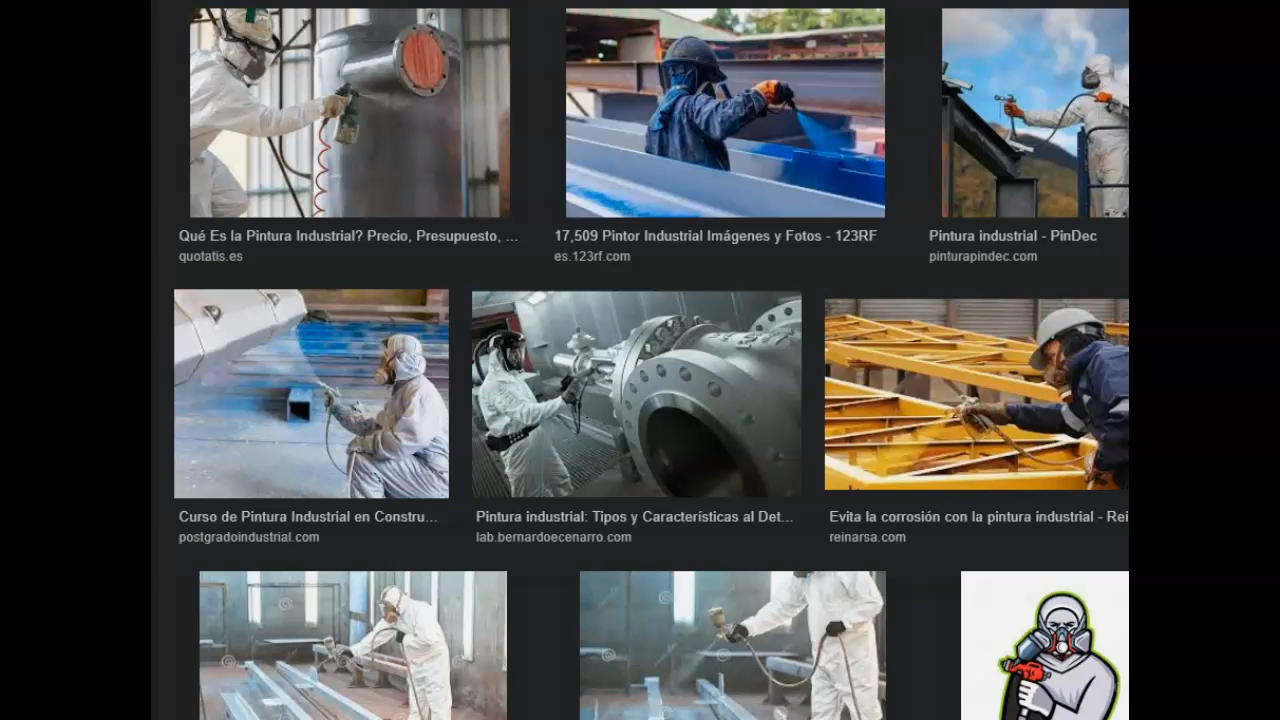 Qué Es la Pintura Industrial? Precio, Presupuesto, ...
quotatis.es
17,509 Pintor Industrial Imágenes y Fotos - 123RF
es.123rf.com
Pintura industrial - PinDec
pinturapindec.com
Curso de Pintura Industrial en Constru...
postgradoindustrial.com
Pintura industrial: Tipos y Características al Det...
lab.bernardoecenarro.com
Evita la corrosión con la pintura industrial - Rei
reinarsa.com